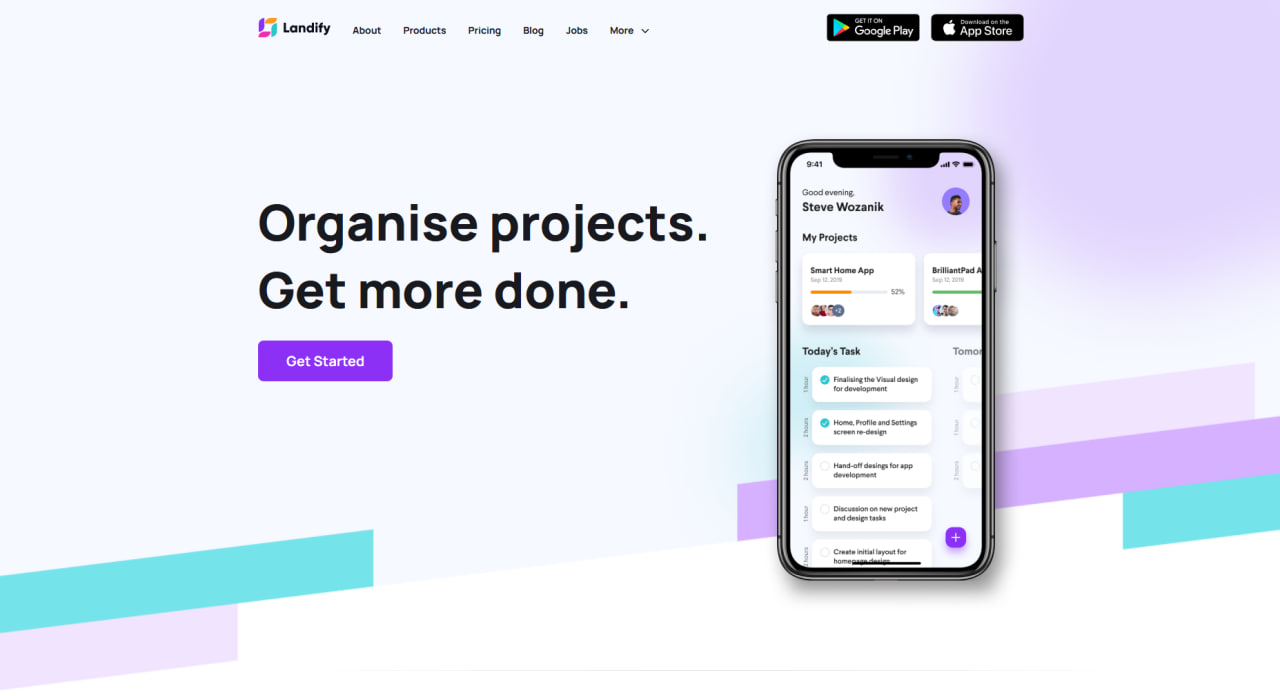 Landify
About
Products
Pricing
Blog
Jobs
More
GET IT ON
Google Play
Download on the
App Store
Organise projects.
Get more done.
Get Started
9:41
Good evening,
Steve Wozanik
My Projects
Smart Home App
Sep 12, 2019
52%
+2
BrilliantPad A
Sep 12, 2019
Today's Task
Tomor
1 hour
Finalising the Visual design
for development
1 hour
2 hours
Home, Profile and Settings
screen re-design
1 hour
2 hours
Hand-off desings for app
development
2 hours
1 hour
Discussion on new project
and design tasks
2 hours
Create initial layout for
homepage design